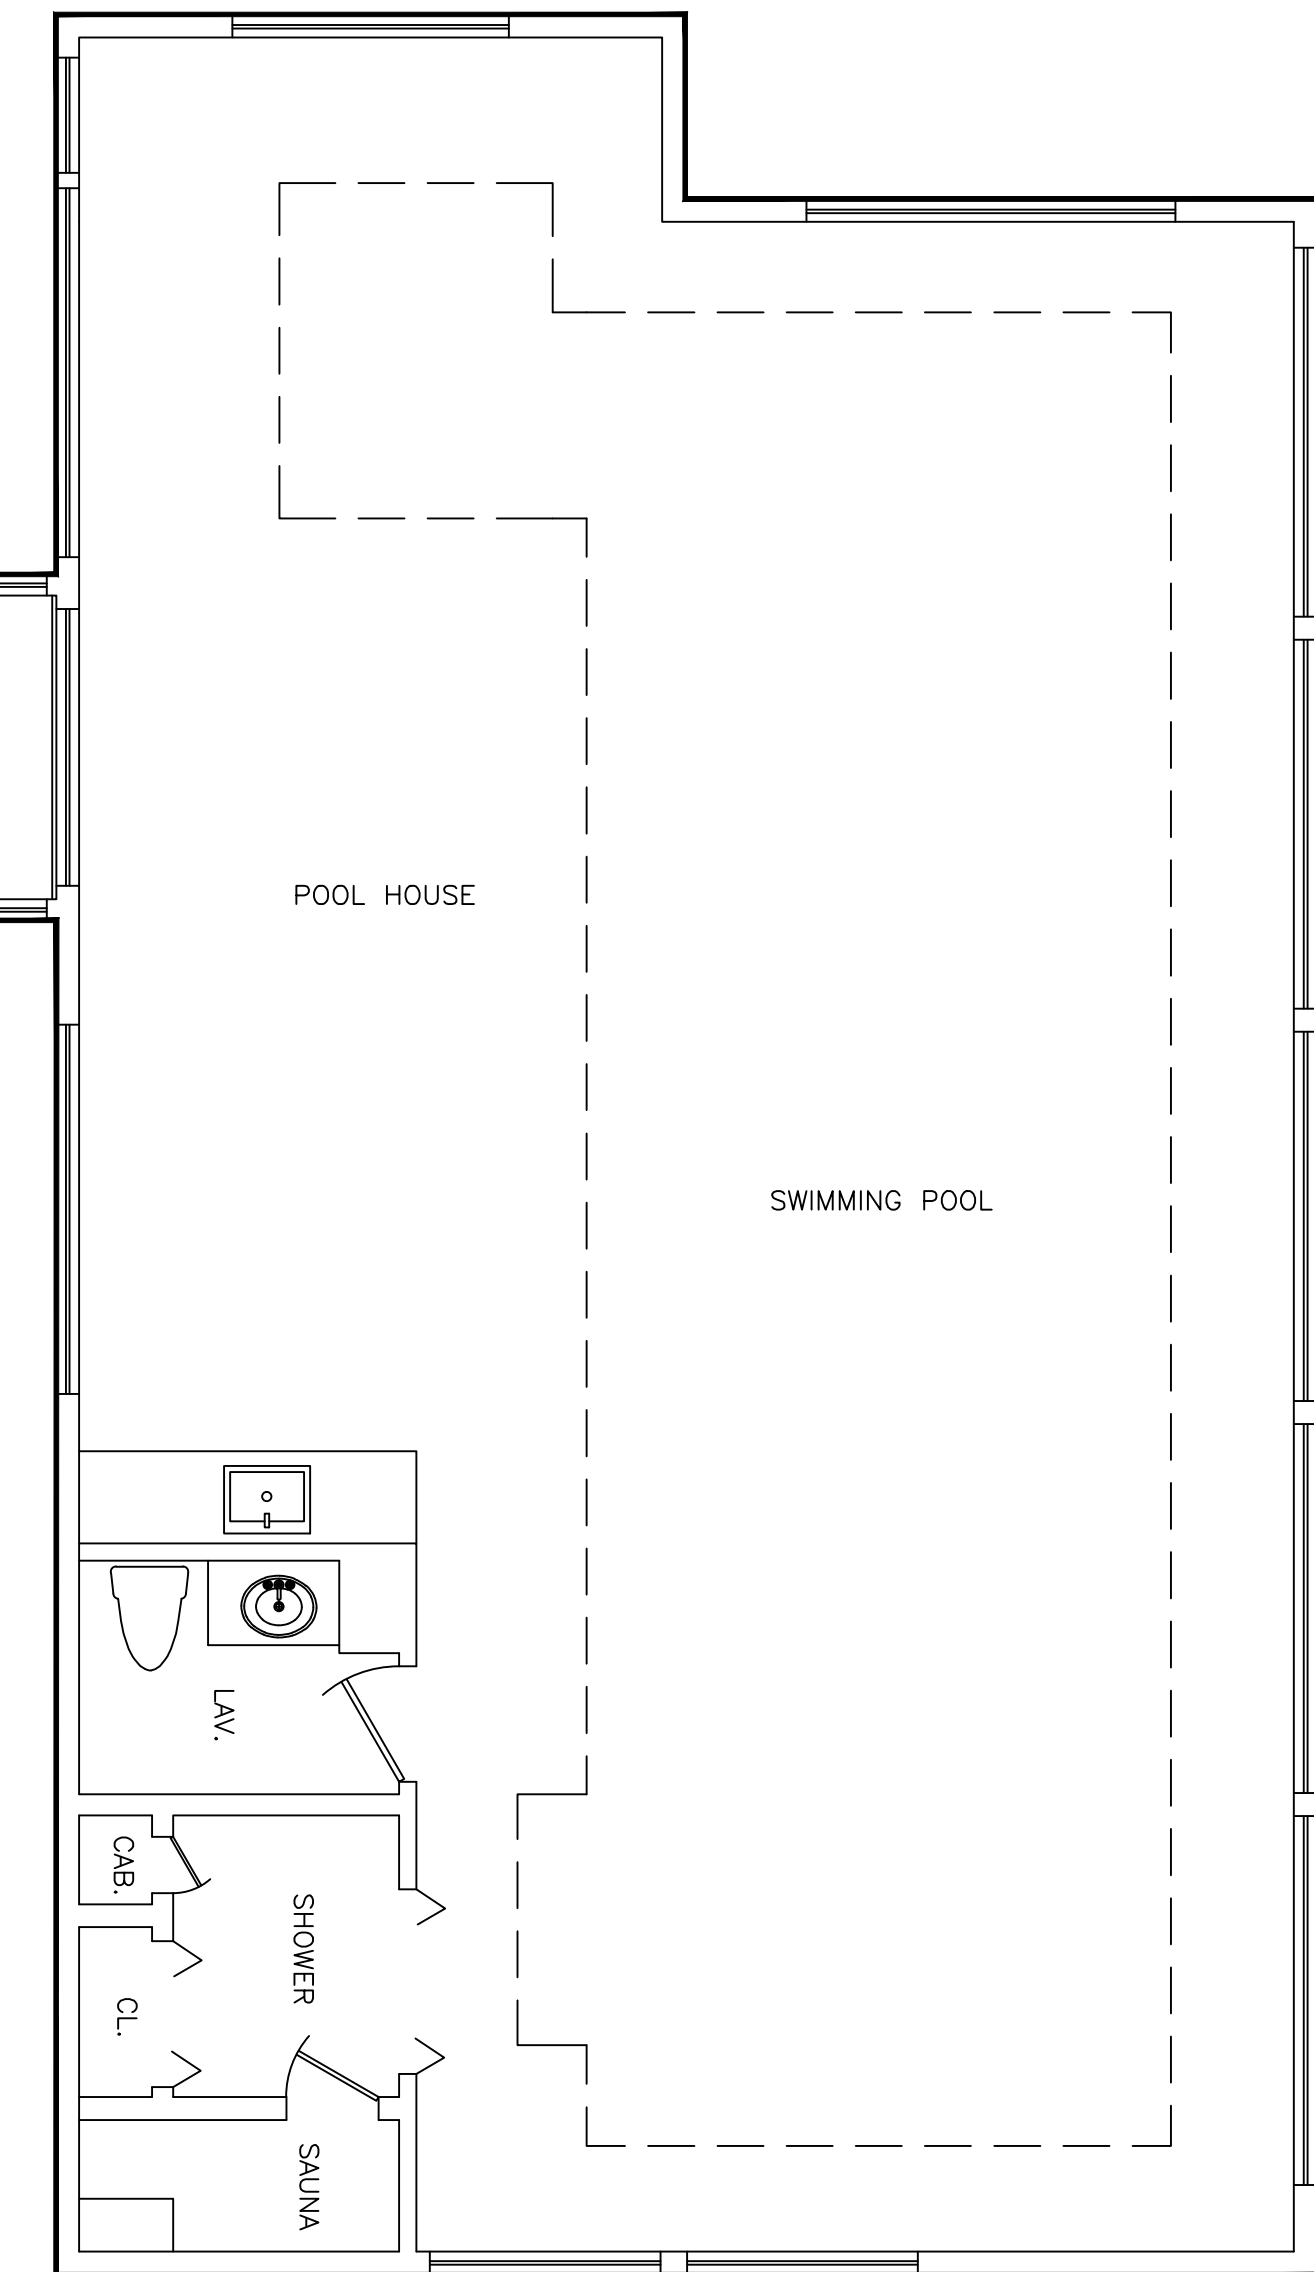 POOL HOUSE
SWIMMING POOL
LAV.
CAB.
SHOWER
CL.
SAUNA